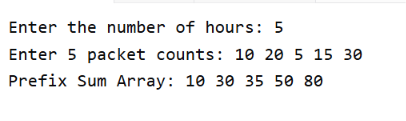 Enter the number of hours: 5
Enter 5 packet counts: 10 20 5 15 30
Prefix Sum Array: 10 30 35 50 80